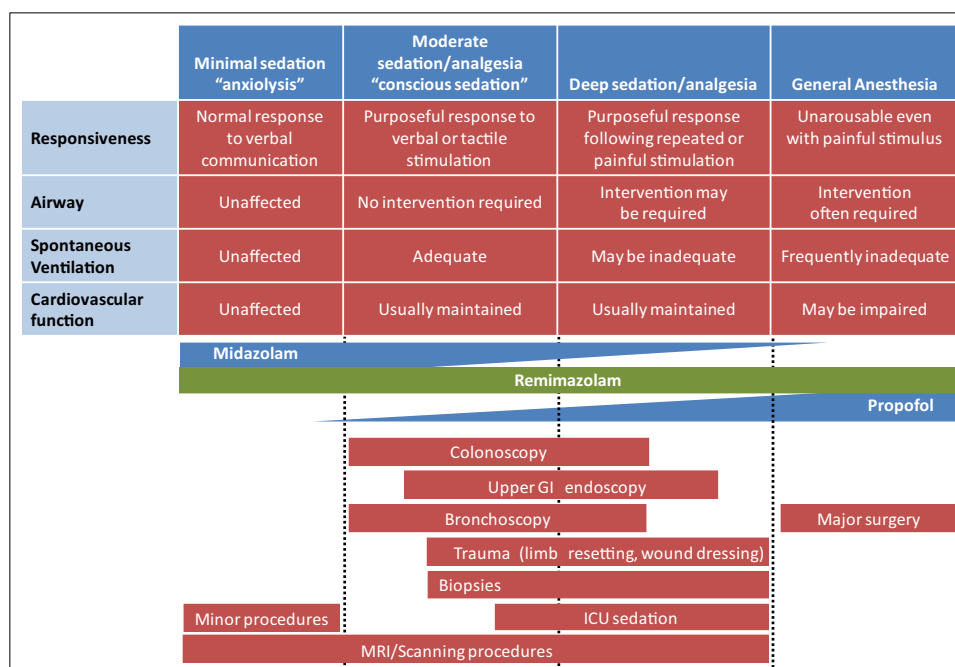 Minimal sedation
“anxiolysis”
Moderate
sedation/analgesia
“conscious sedation”
Deep sedation/analgesia
General Anesthesia
Responsiveness
Normal response
to verbal
communication
Purposeful response to
verbal or tactile
stimulation
Purposeful response
following repeated or
painful stimulation
Unarousable even
with painful stimulus
Airway
Unaffected
No intervention required
Intervention may
be required
Intervention
often required
Spontaneous
Ventilation
Unaffected
Adequate
May be inadequate
Frequently inadequate
Cardiovascular
function
Unaffected
Usually maintained
Usually maintained
May be impaired
Midazolam
Remimazolam
Propofol
Colonoscopy
Upper GI endoscopy
Bronchoscopy
Major surgery
Trauma (limb resetting, wound dressing)
Biopsies
Minor procedures
ICU sedation
MRI/Scanning procedures